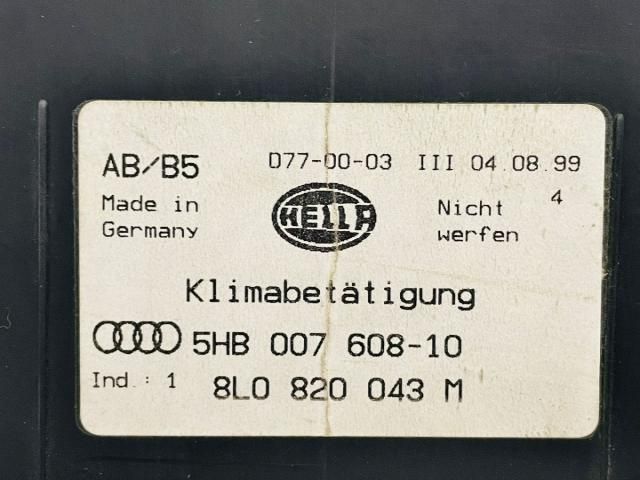 AB/B5 D77-00-03 III 04.08.99
Made in Germany
HELLA
Nicht 4
werfen
Klimabetätigung
5HB 007 608-10
Ind.: 1 8L0 820 043 M